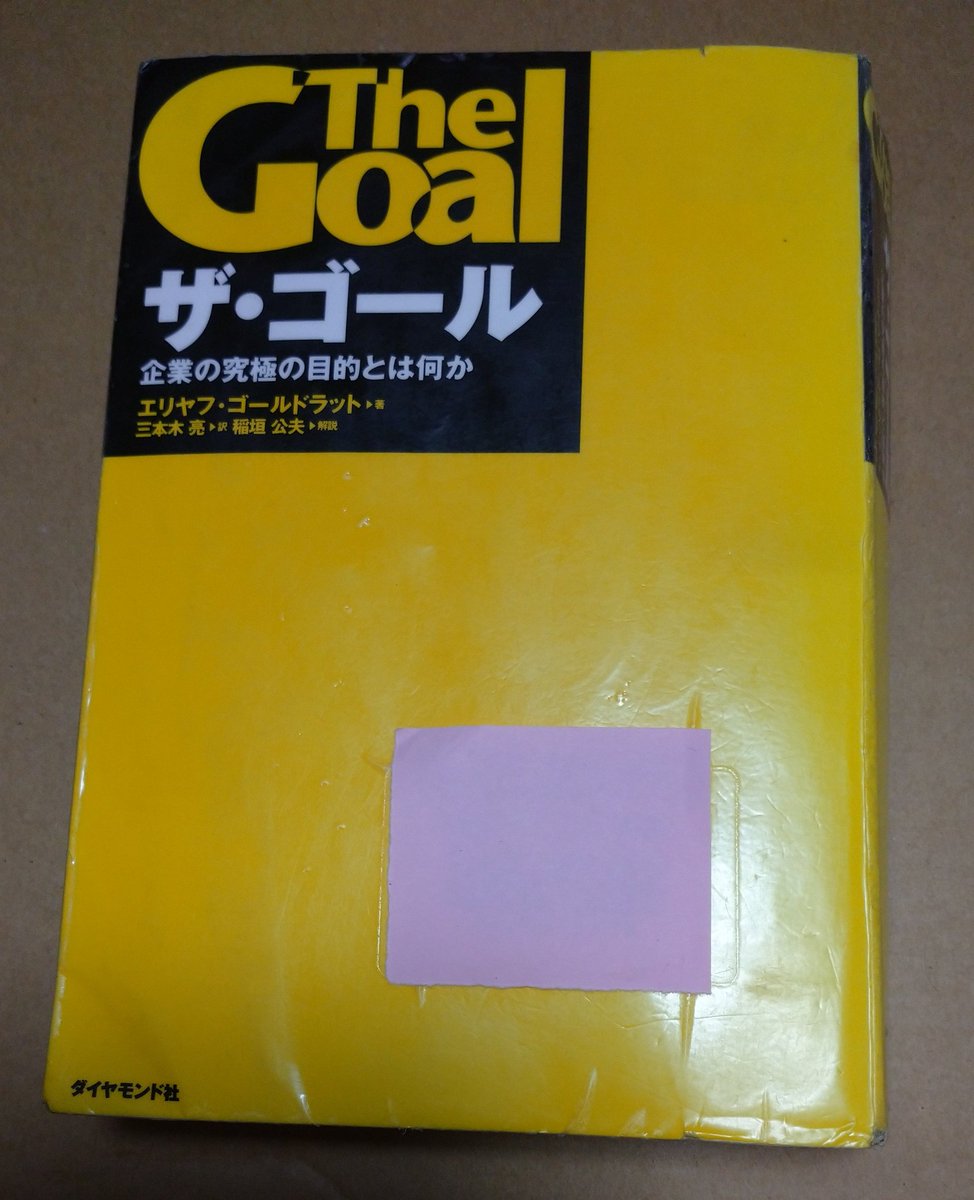 The
Goal
ザ・ゴール
企業の究極の目的とは何か
エリヤフ・ゴールドラット▶著
三本木 亮▶訳 稲垣 公夫▶解説
ダイヤモンド社